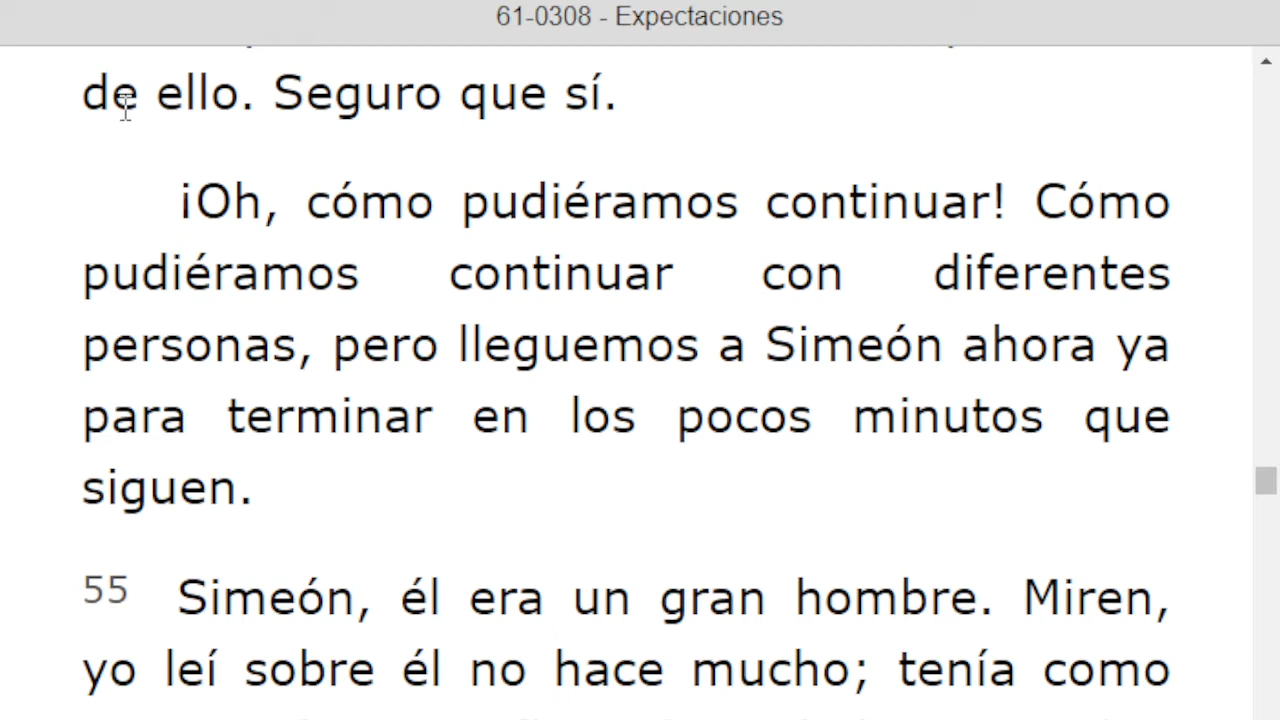 61-0308 - Expectaciones
de ello. Seguro que sí.
¡Oh, cómo pudiéramos continuar! Cómo
pudiéramos continuar con diferentes
personas, pero lleguemos a Simeón ahora ya
para terminar en los pocos minutos que
siguen.
55 Simeón, él era un gran hombre. Miren,
yo leí sobre él no hace mucho; tenía como